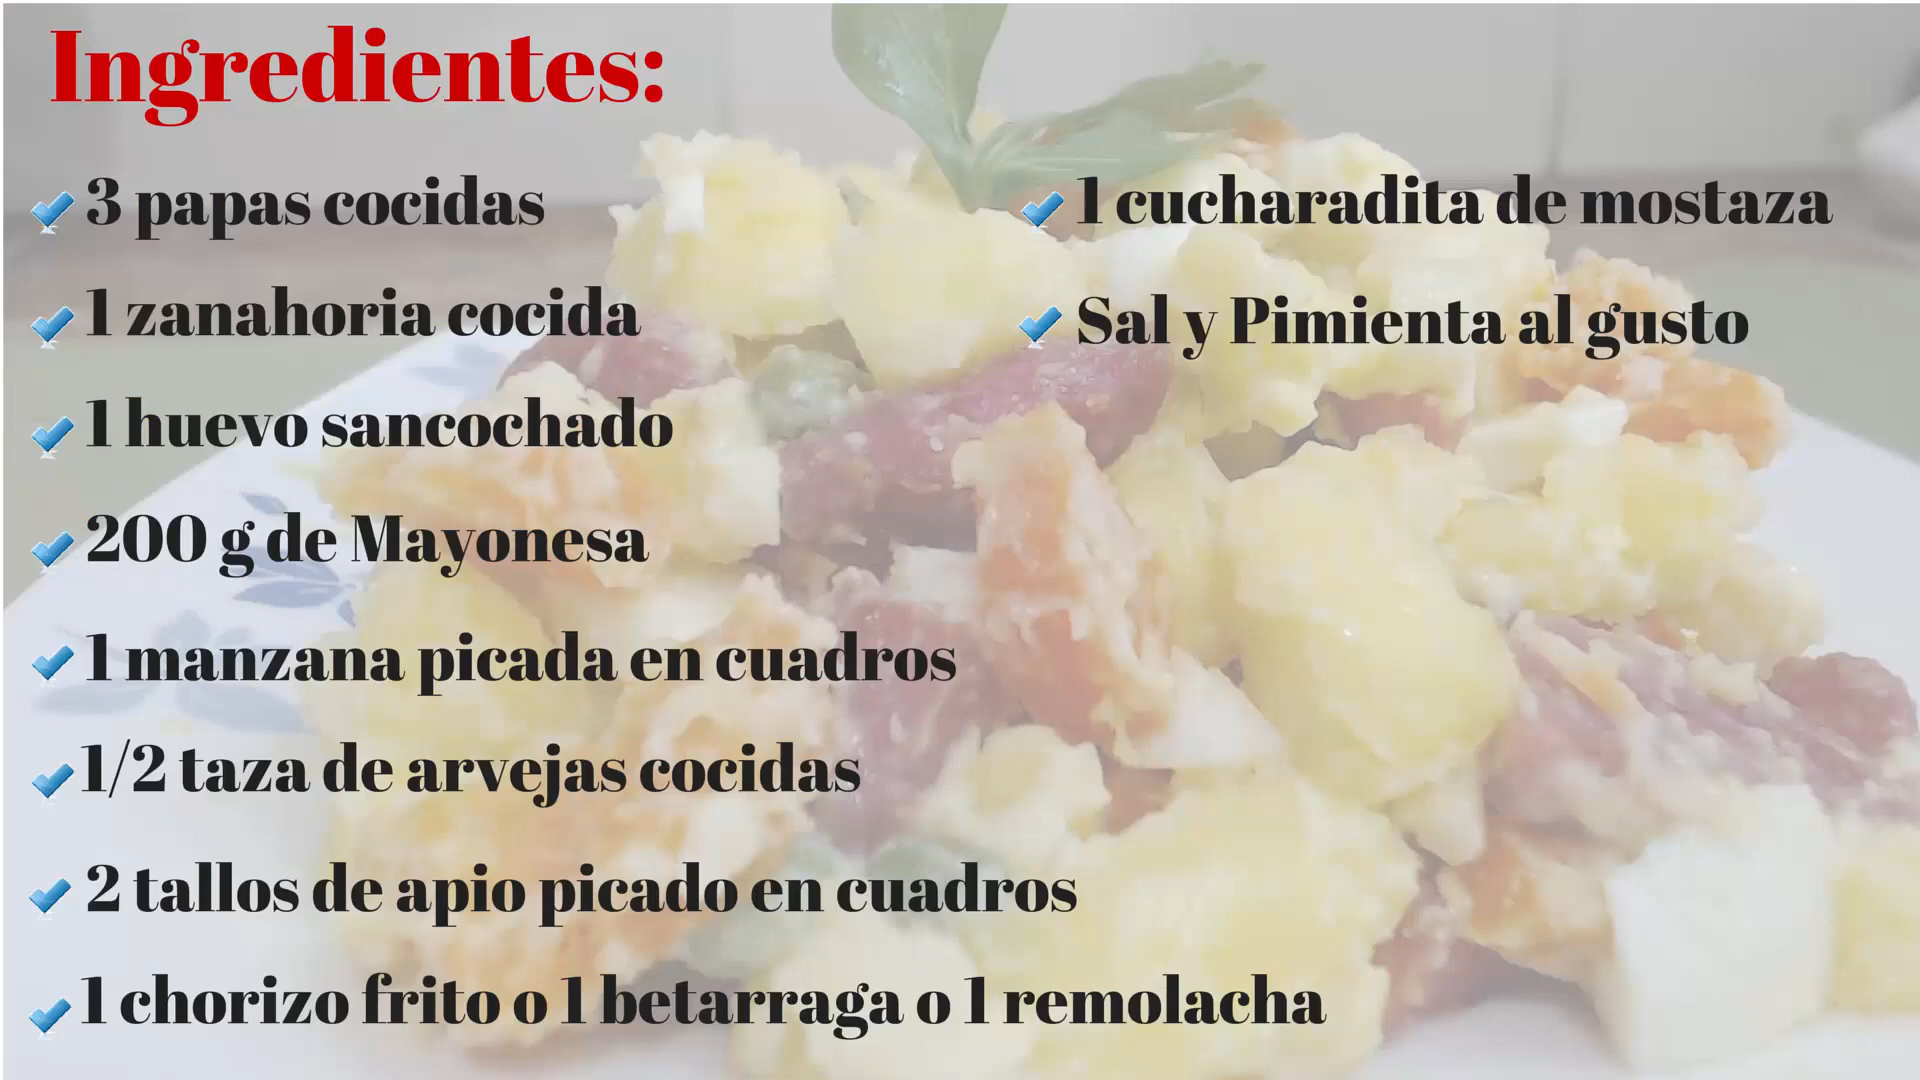 Ingredientes:
3 papas cocidas
1 zanahoria cocida
1 huevo sancochado
200 g de Mayonesa
1 manzana picada en cuadros
1/2 taza de arvejas cocidas
2 tallos de apio picado en cuadros
1 chorizo frito o 1 betarraga o 1 remolacha
1 cucharadita de mostaza
Sal y Pimienta al gusto